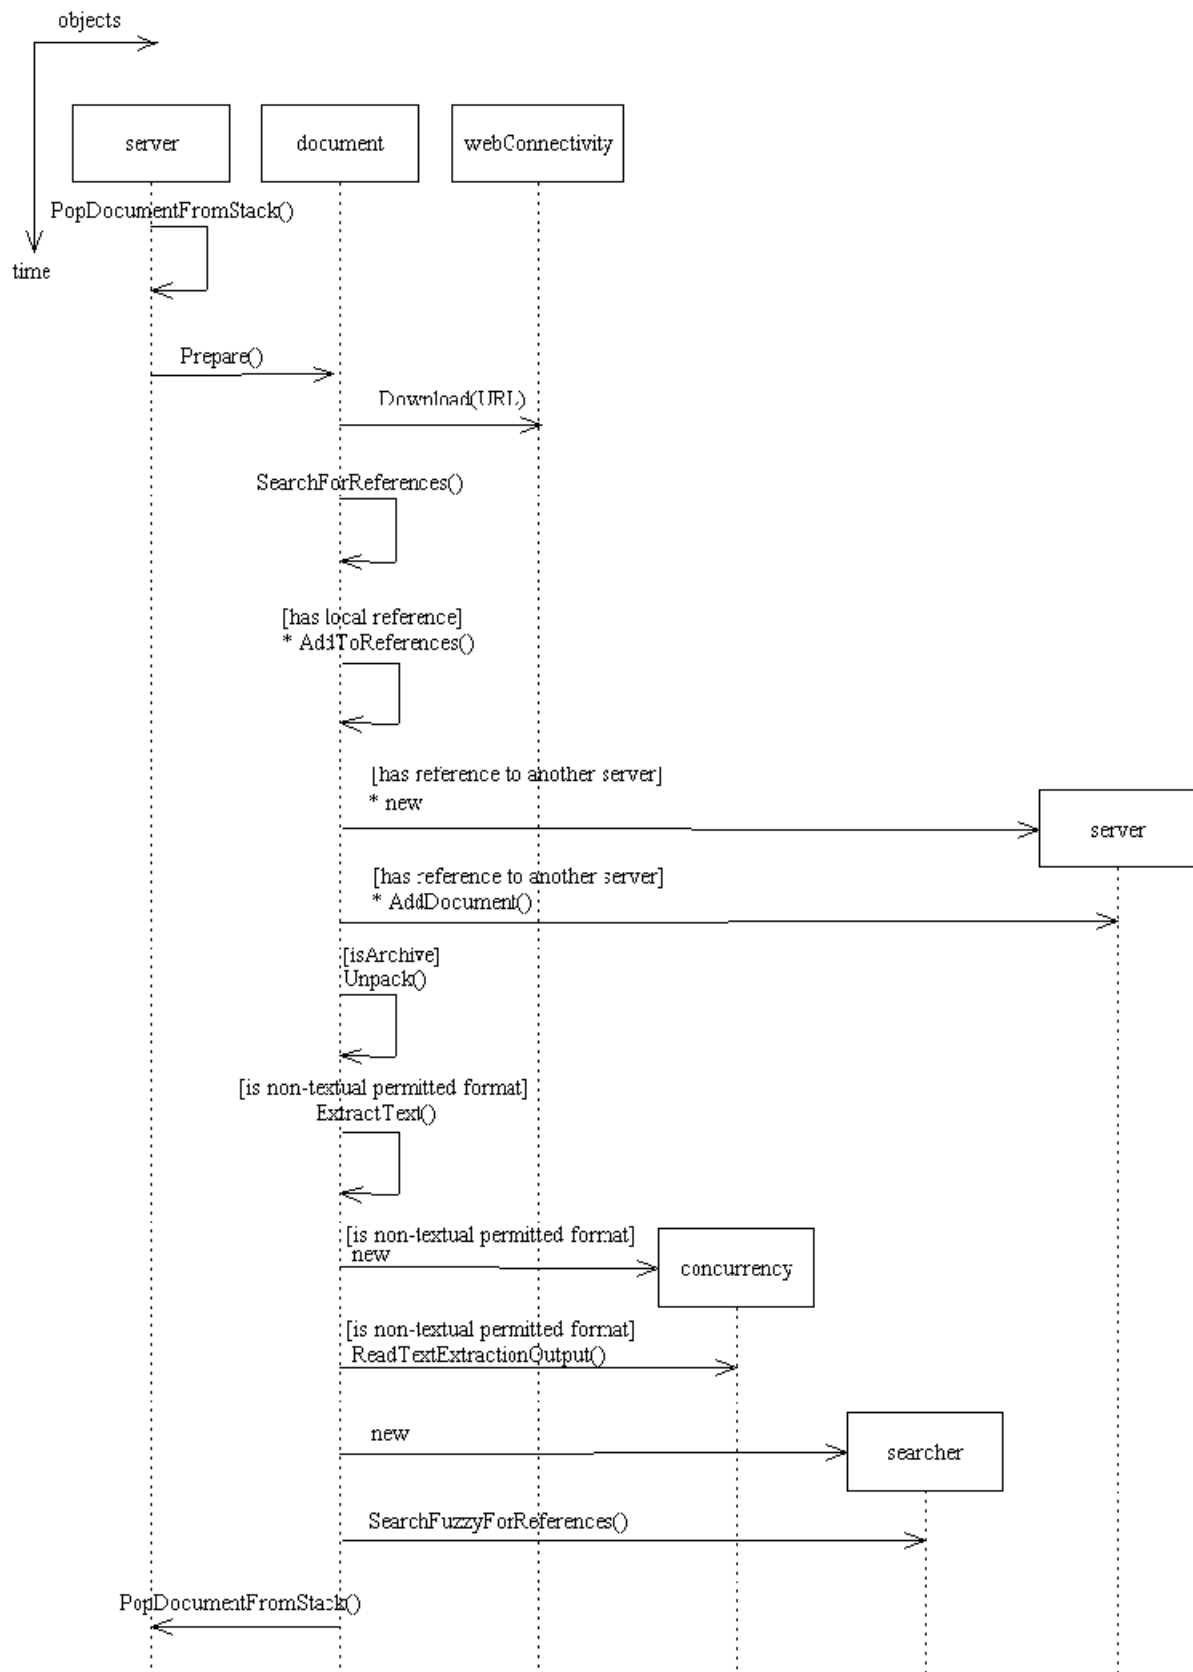 objects
server
document
webConnectivity
PopDocumentFromStack()
time
Prepare()
Download(URL)
SearchForReferences()
[has local reference]
* AddToReferences()
[has reference to another server]
* new
server
[has reference to another server]
* AddDocument()
[isArchive]
Unpack()
[is non-textual permitted format]
ExtractText()
[is non-textual permitted format]
new
concurrency
[is non-textual permitted format]
ReadTextExtractionOutput()
new
searcher
SearchFuzzyForReferences()
PopDocumentFromStack()